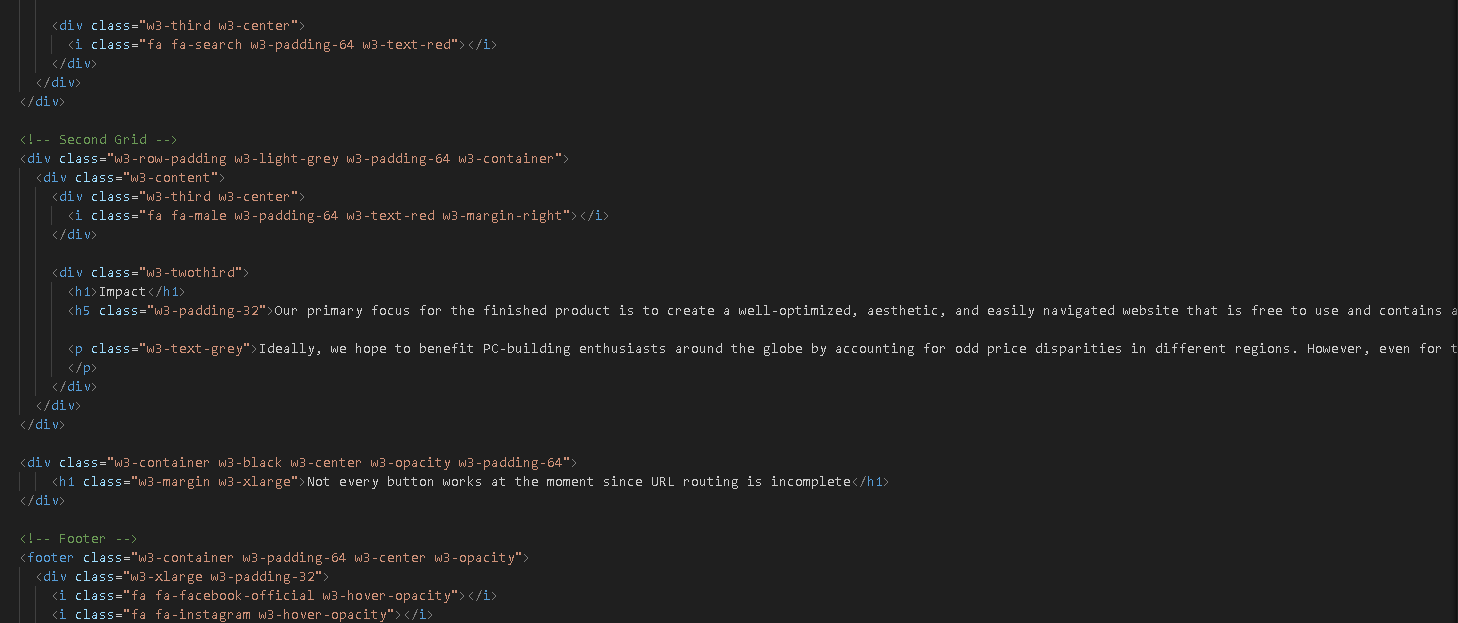 <div class="w3-third w3-center">
<i class="fa fa-search w3-padding-64 w3-text-red"></i>
</div>
</div>
</div>
<!-- Second Grid -->
<div class="w3-row-padding w3-light-grey w3-padding-64 w3-container">
<div class="w3-content">
<div class="w3-third w3-center">
<i class="fa fa-male w3-padding-64 w3-text-red w3-margin-right"></i>
</div>
<div class="w3-twothird">
<h1>Impact</h1>
<h5 class="w3-padding-32">Our primary focus for the finished product is to create a well-optimized, aesthetic, and easily navigated website that is free to use and contains a
<p class="w3-text-grey">Ideally, we hope to benefit PC-building enthusiasts around the globe by accounting for odd price disparities in different regions. However, even for t
</p>
</div>
</div>
</div>
<div class="w3-container w3-black w3-center w3-opacity w3-padding-64">
<h1 class="w3-margin w3-xlarge">Not every button works at the moment since URL routing is incomplete</h1>
</div>
<!-- Footer -->
<footer class="w3-container w3-padding-64 w3-center w3-opacity">
<div class="w3-xlarge w3-padding-32">
<i class="fa fa-facebook-official w3-hover-opacity"></i>
<i class="fa fa-instagram w3-hover-opacity"></i>